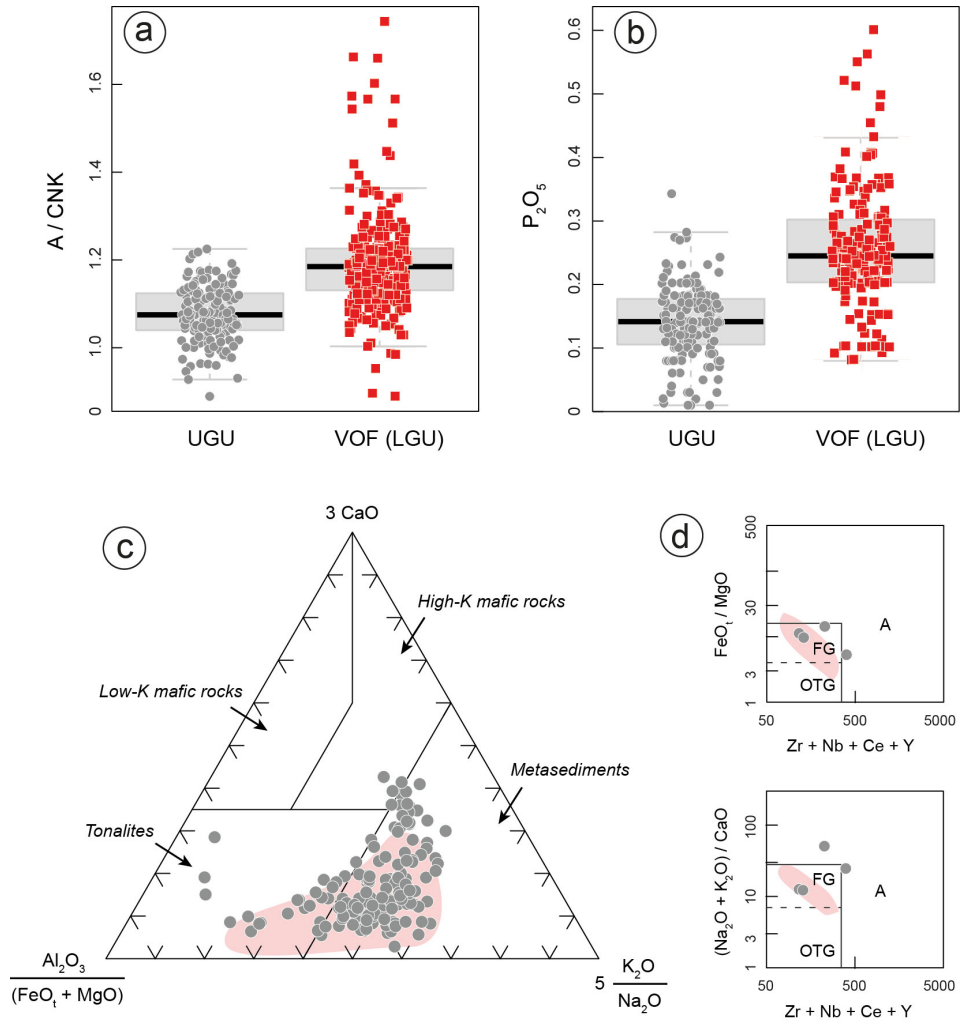 a
A / CNK
1.6
1.4
1.2
1.0
0
UGU
VOF (LGU)
b
P₂O₅
0.6
0.5
0.4
0.3
0.2
0.1
0
UGU
VOF (LGU)
c
3 CaO
High-K mafic rocks
Low-K mafic rocks
Metasediments
Tonalites
Al₂O₃
(FeOₜ + MgO)
5 K₂O
Na₂O
d
FeOₜ / MgO
500
30
3
1
A
FG
OTG
50 500 5000
Zr + Nb + Ce + Y
(Na₂O + K₂O) / CaO
100
10
3
1
FG
A
OTG
50 500 5000
Zr + Nb + Ce + Y